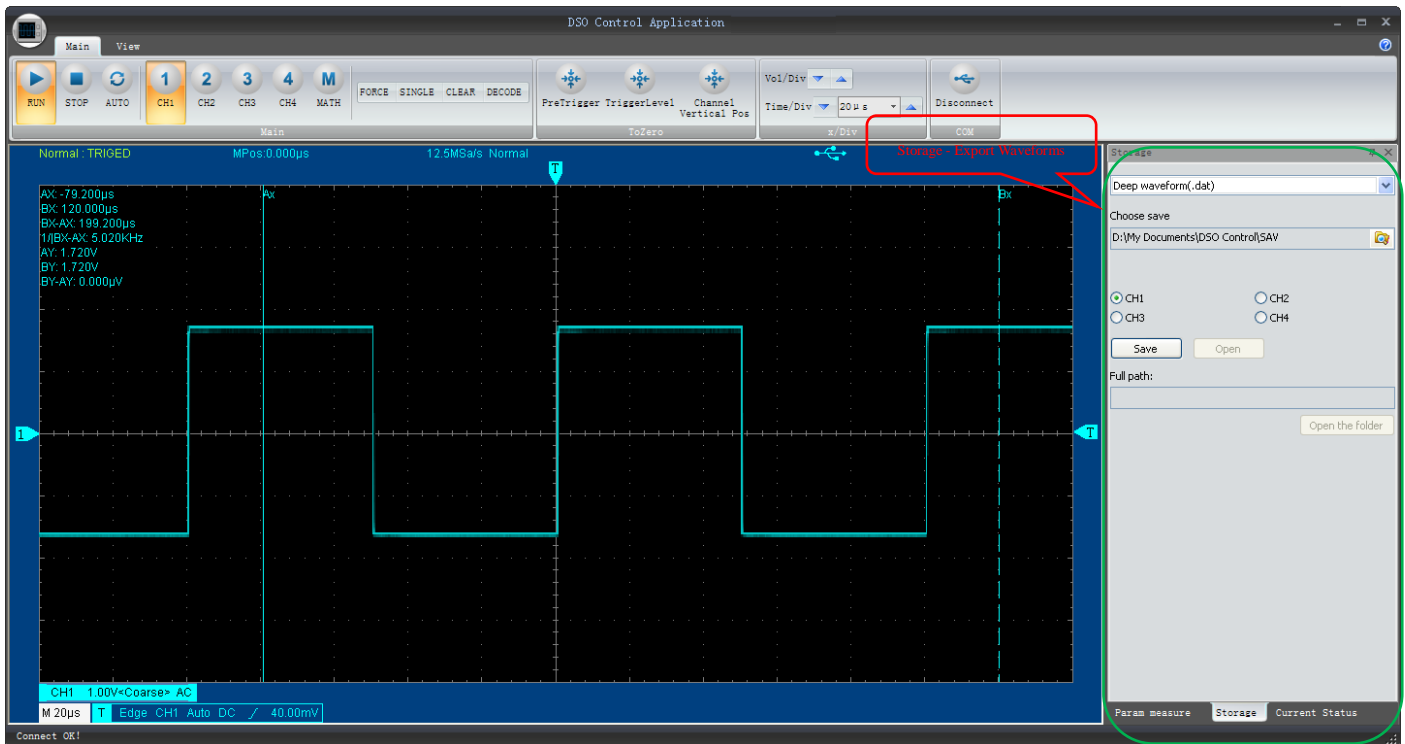 DSO Control Application
Main View
RUN STOP AUTO 1 CH1 2 CH2 3 CH3 4 CH4 M MATH FORCE SINGLE CLEAR DECODE
PreTrigger TriggerLevel Channel Vertical Pos
Vol/Div
Time/Div 20μs
Disconnect
Main ToZero x/Div COM
Normal : TRIGED MPos:0.000μs 12.5MSa/s Normal
Storage - Export Waveforms
T
AX: -79.200μs
BX: 120.000μs
BX-AX: 199.200μs
1/|BX-AX: 5.020KHz
AY: 1.720V
BY: 1.720V
BY-AY: 0.000μV
Ax Bx
1 T
CH1 1.00V«Coarse» AC
M 20μs T Edge CH1 Auto DC 40.00mV
Storage
Deep waveform(.dat)
Choose save
D:\My Documents\DSO Control\SAV
CH1 CH2
CH3 CH4
Save Open
Full path:
Open the folder
Param measure Storage Current Status
Connect OK!